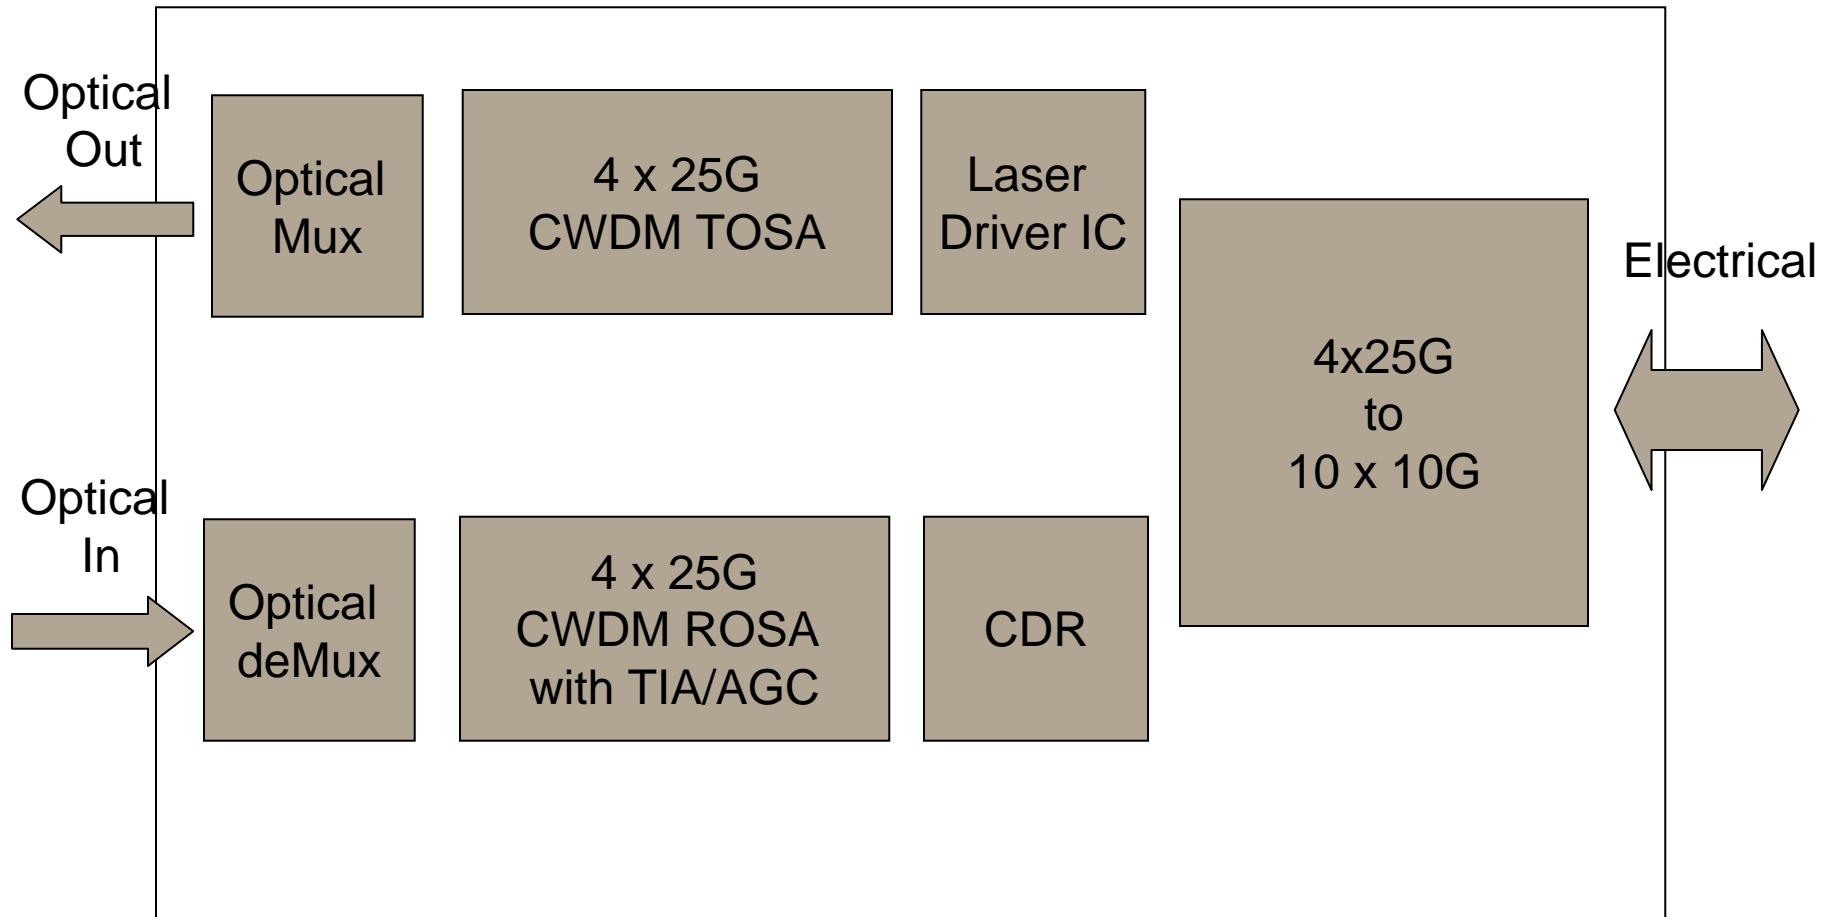 Optical
Out
Optical
Mux
4 x 25G
CWDM TOSA
Laser
Driver IC
4x25G
to
10 x 10G
Electrical
Optical
In
Optical
deMux
4 x 25G
CWDM ROSA
with TIA/AGC
CDR